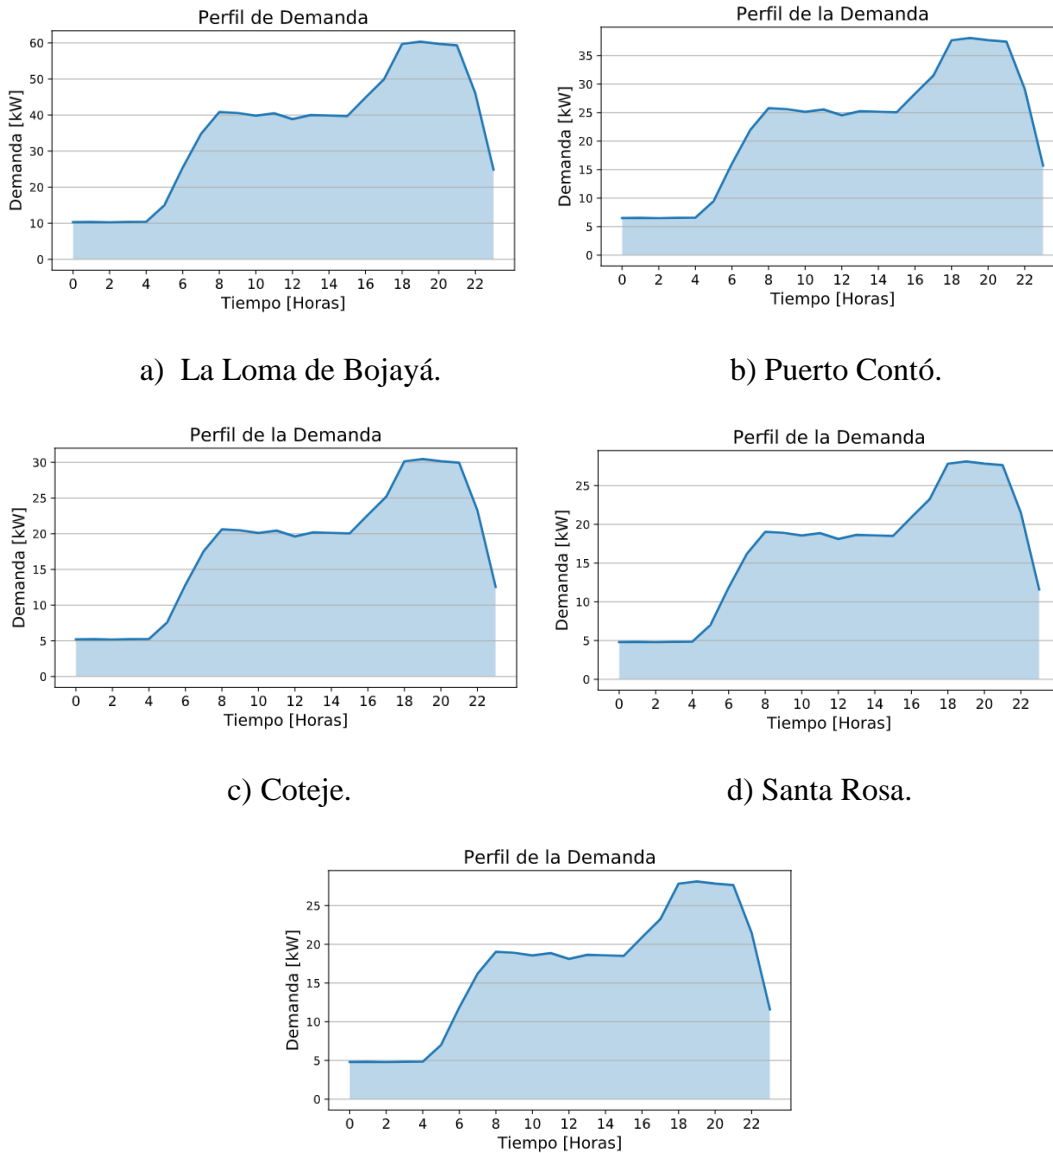 Perfil de Demanda
Demanda [kW]
60
50
40
30
20
10
0
0 2 4 6 8 10 12 14 16 18 20 22
Tiempo [Horas]
a) La Loma de Bojayá.
Perfil de la Demanda
Demanda [kW]
35
30
25
20
15
10
5
0
0 2 4 6 8 10 12 14 16 18 20 22
Tiempo [Horas]
b) Puerto Contó.
Perfil de la Demanda
Demanda [kW]
30
25
20
15
10
5
0
0 2 4 6 8 10 12 14 16 18 20 22
Tiempo [Horas]
c) Coteje.
Perfil de la Demanda
Demanda [kW]
25
20
15
10
5
0
0 2 4 6 8 10 12 14 16 18 20 22
Tiempo [Horas]
d) Santa Rosa.
Perfil de la Demanda
Demanda [kW]
25
20
15
10
5
0
0 2 4 6 8 10 12 14 16 18 20 22
Tiempo [Horas]